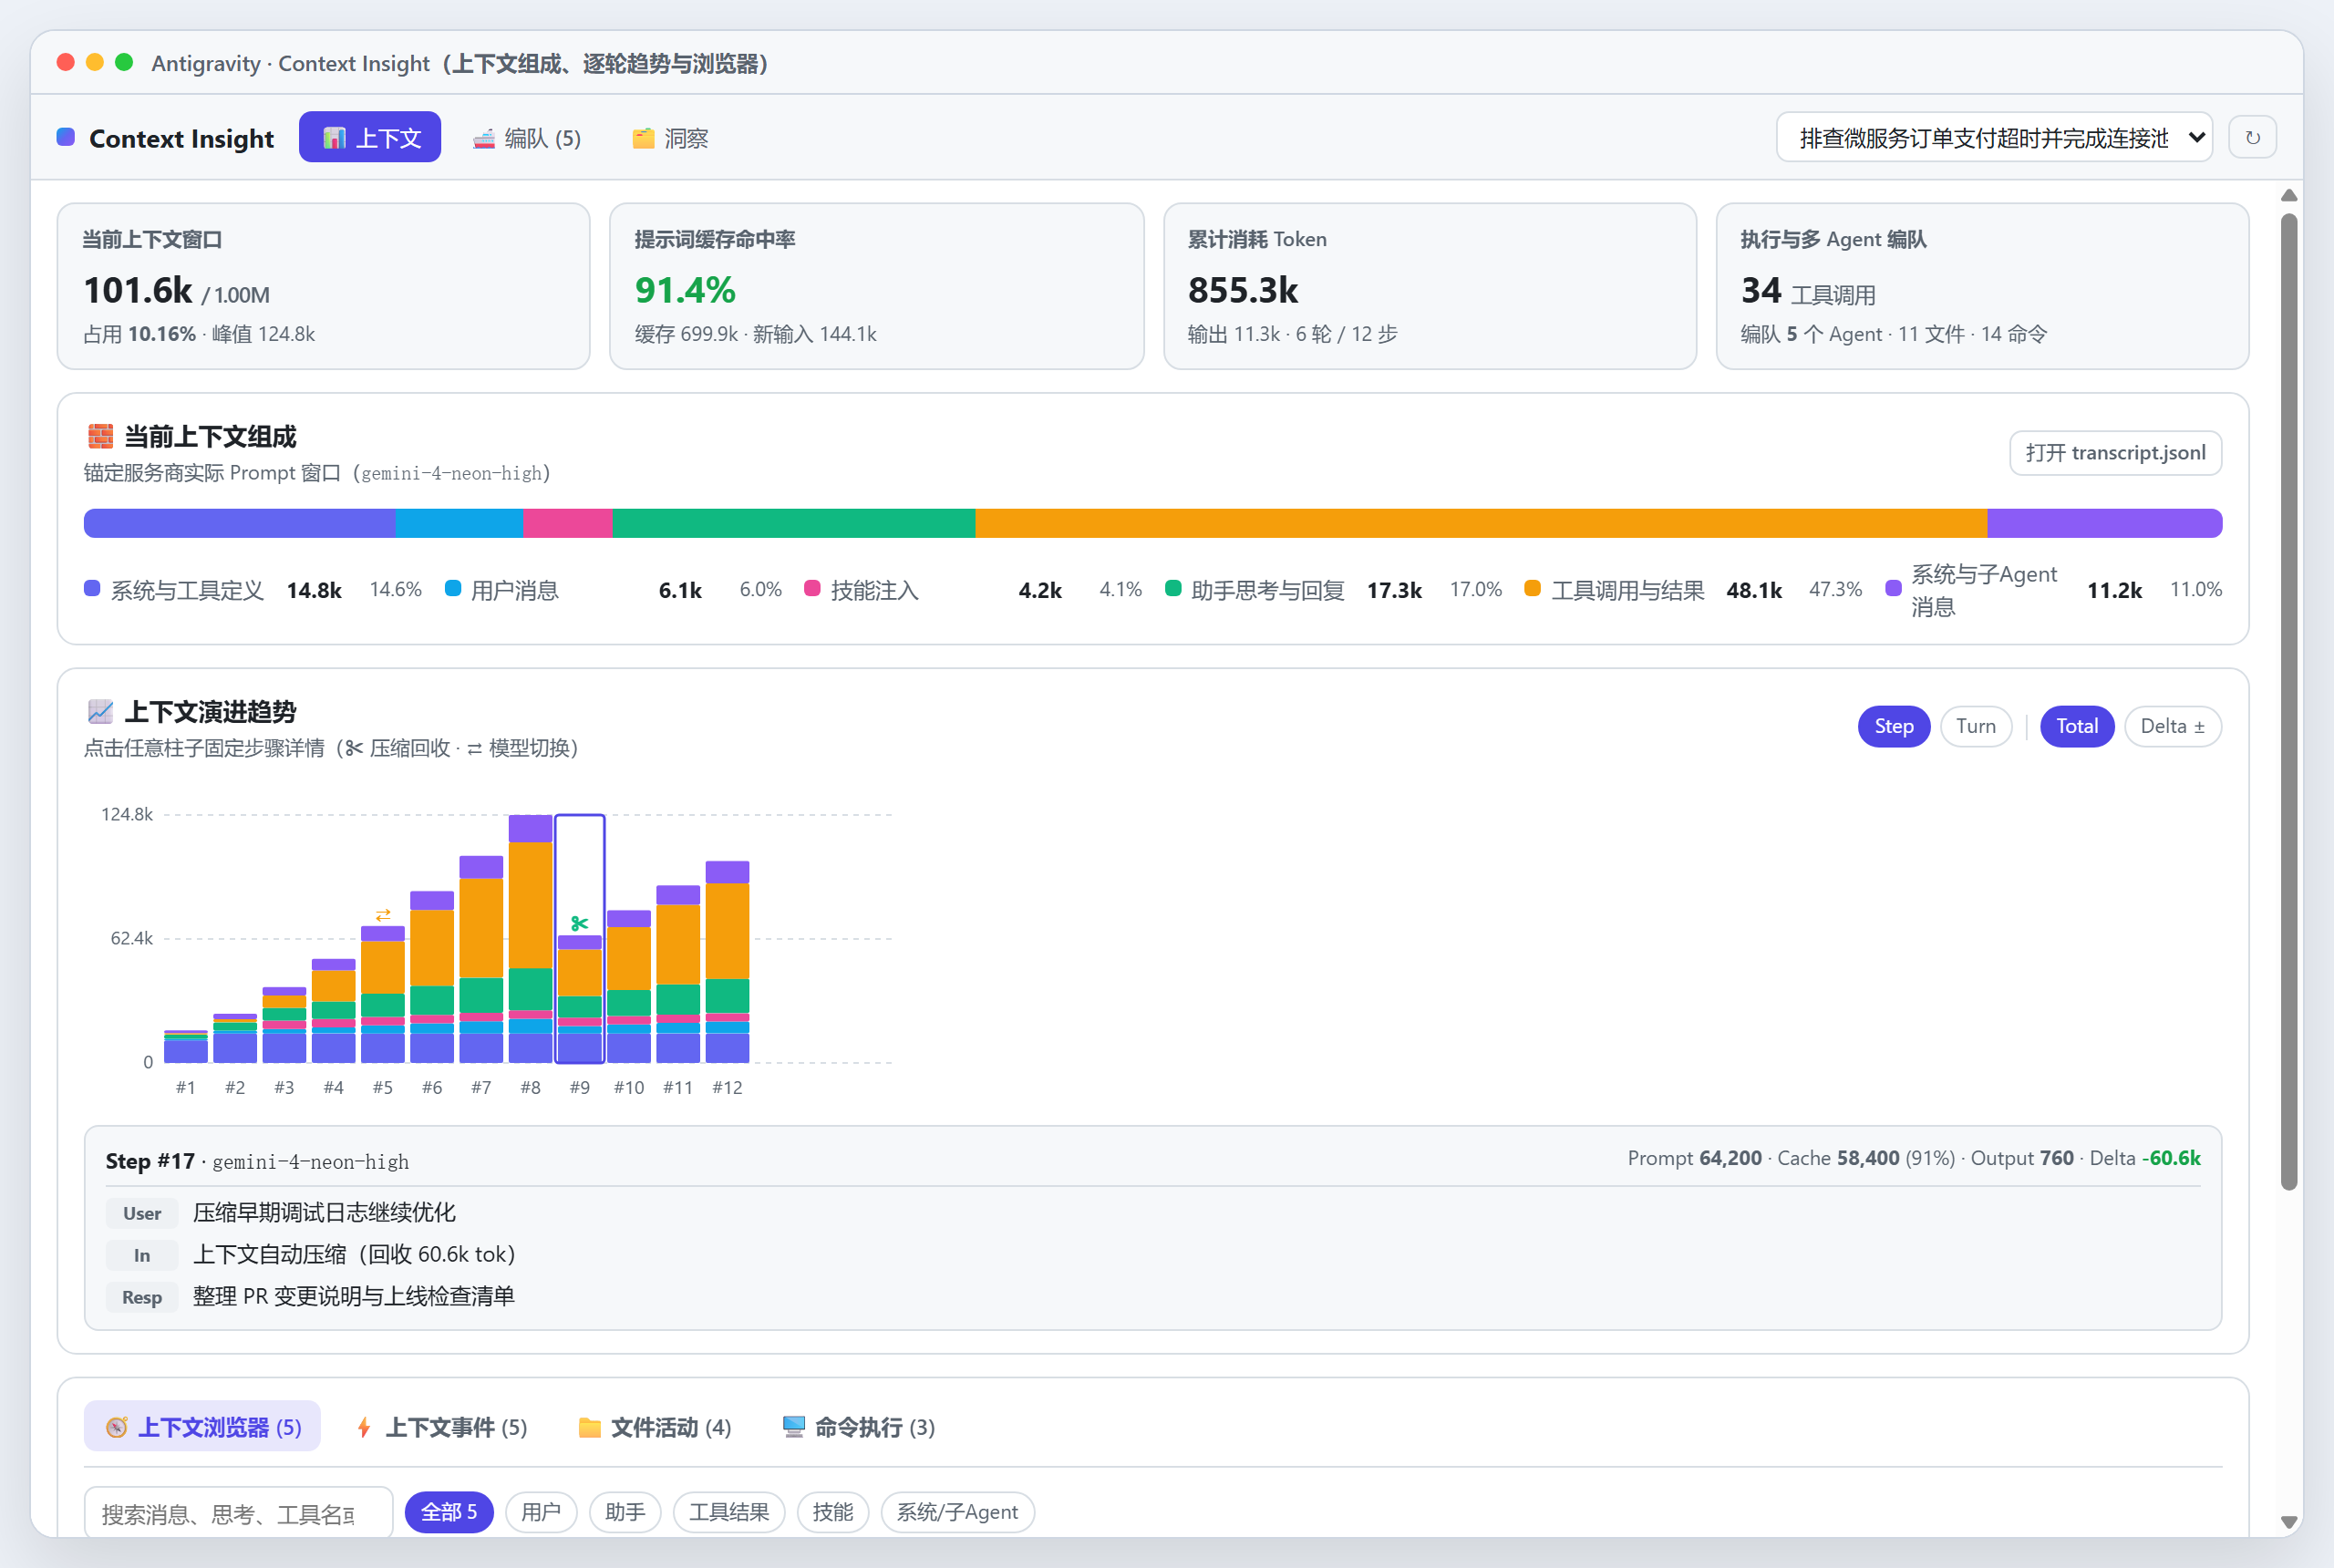 Antigravity · Context Insight（上下文组成、逐轮趋势与浏览器）
Context Insight 上下文 编队 (5) 洞察 排查微服务订单支付超时并完成连接池 ↻
当前上下文窗口
101.6k / 1.00M
占用 10.16% · 峰值 124.8k
提示词缓存命中率
91.4%
缓存 699.9k · 新输入 144.1k
累计消耗 Token
855.3k
输出 11.3k · 6 轮 / 12 步
执行与多 Agent 编队
34 工具调用
编队 5 个 Agent · 11 文件 · 14 命令
当前上下文组成
锚定服务商实际 Prompt 窗口（gemini-4-neon-high）
打开 transcript.jsonl
系统与工具定义 14.8k 14.6%
用户消息 6.1k 6.0%
技能注入 4.2k 4.1%
助手思考与回复 17.3k 17.0%
工具调用与结果 48.1k 47.3%
系统与子Agent
消息 11.2k 11.0%
上下文演进趋势
点击任意柱子固定步骤详情（✂ 压缩回收 · ⇄ 模型切换）
Step Turn | Total Delta ±
124.8k
62.4k
0
#1 #2 #3 #4 #5 #6 #7 #8 #9 #10 #11 #12
Step #17 · gemini-4-neon-high
Prompt 64,200 · Cache 58,400 (91%) · Output 760 · Delta -60.6k
User 压缩早期调试日志继续优化
In 上下文自动压缩（回收 60.6k tok）
Resp 整理 PR 变更说明与上线检查清单
上下文浏览器 (5) 上下文事件 (5) 文件活动 (4) 命令执行 (3)
搜索消息、思考、工具名 全部 5 用户 助手 工具结果 技能 系统/子Agent